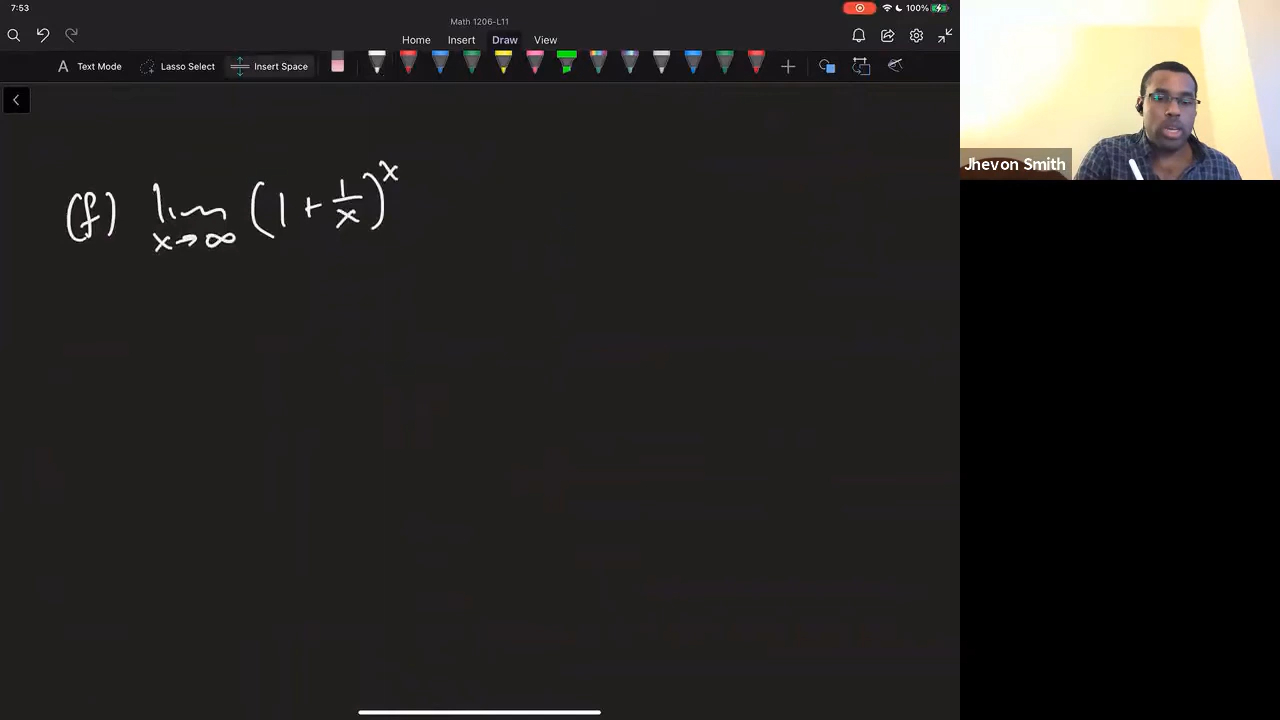 7:53
100%
Math 1206-L11
Home Insert Draw View
Text Mode Lasso Select Insert Space
Jhevon Smith
(f) lim (1 + 1/x)^x
x→∞